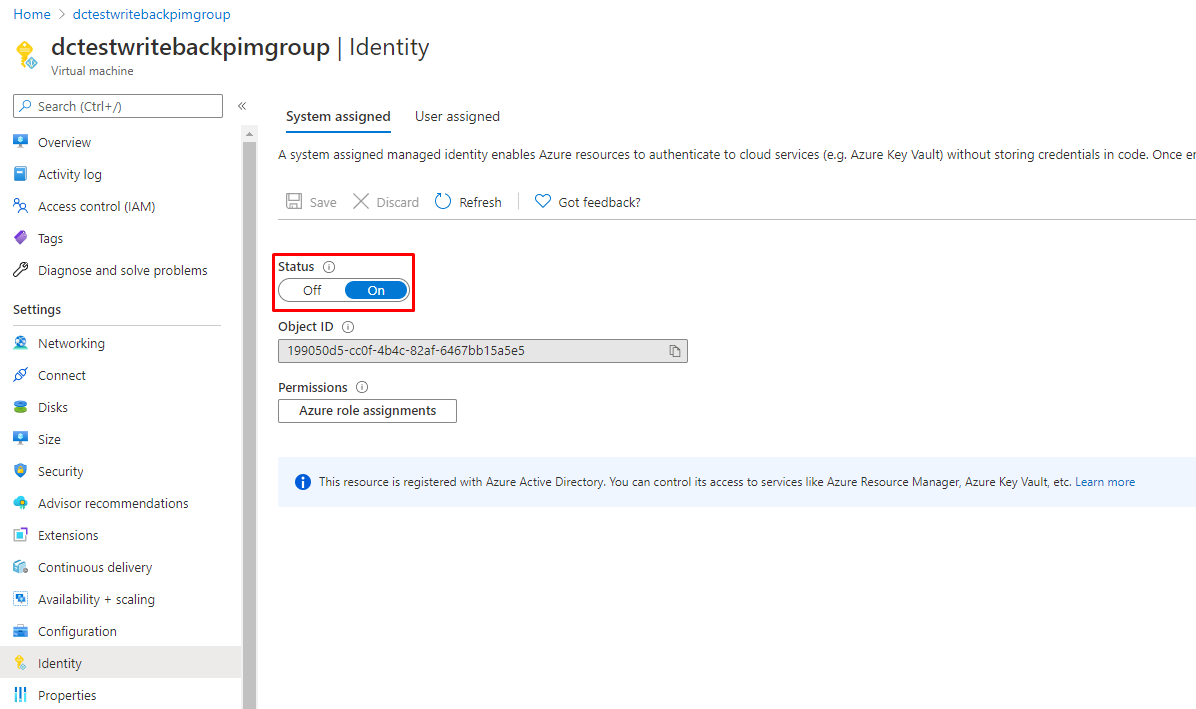 Home > dctestwritebackpimgroup
dctestwritebackpimgroup | Identity
Virtual machine
Search (Ctrl+/)
«
Overview
Activity log
Access control (IAM)
Tags
Diagnose and solve problems
Settings
Networking
Connect
Disks
Size
Security
Advisor recommendations
Extensions
Continuous delivery
Availability + scaling
Configuration
Identity
Properties
System assigned User assigned
A system assigned managed identity enables Azure resources to authenticate to cloud services (e.g. Azure Key Vault) without storing credentials in code. Once
Save Discard Refresh Got feedback?
Status
Off On
Object ID
199050d5-cc0f-4b4c-82af-6467bb15a5e5
Permissions
Azure role assignments
This resource is registered with Azure Active Directory. You can control its access to services like Azure Resource Manager, Azure Key Vault, etc. Learn more